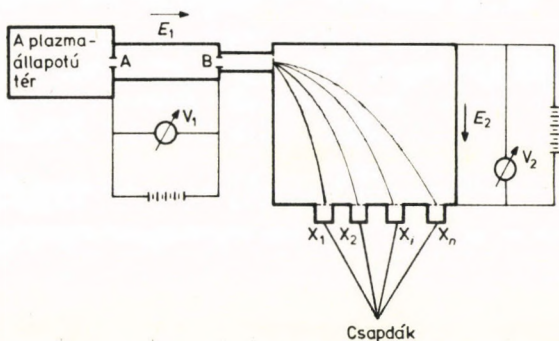 A plazma-
állapotú
tér
E₁
A
B
V₁
E₂
V₂
X₁ X₂ Xᵢ Xₙ
Csapdák